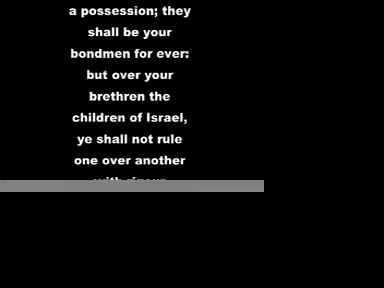 a possession; they
shall be your
bondmen for ever:
but over your
brethren the
children of Israel,
ye shall not rule
one over another